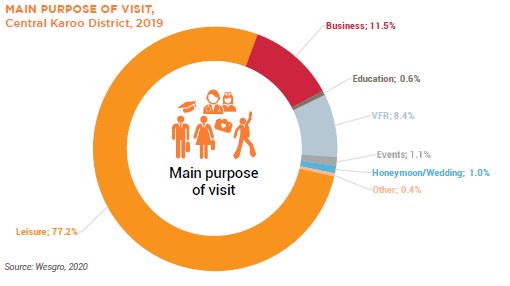 MAIN PURPOSE OF VISIT,
Central Karoo District, 2019
Business; 11.5%
Education; 0.6%
VFR; 8.4%
Events; 1.1%
Honeymoon/Wedding; 1.0%
Other; 0.4%
Main purpose
of visit
Leisure; 77.2%
Source: Wesgro, 2020